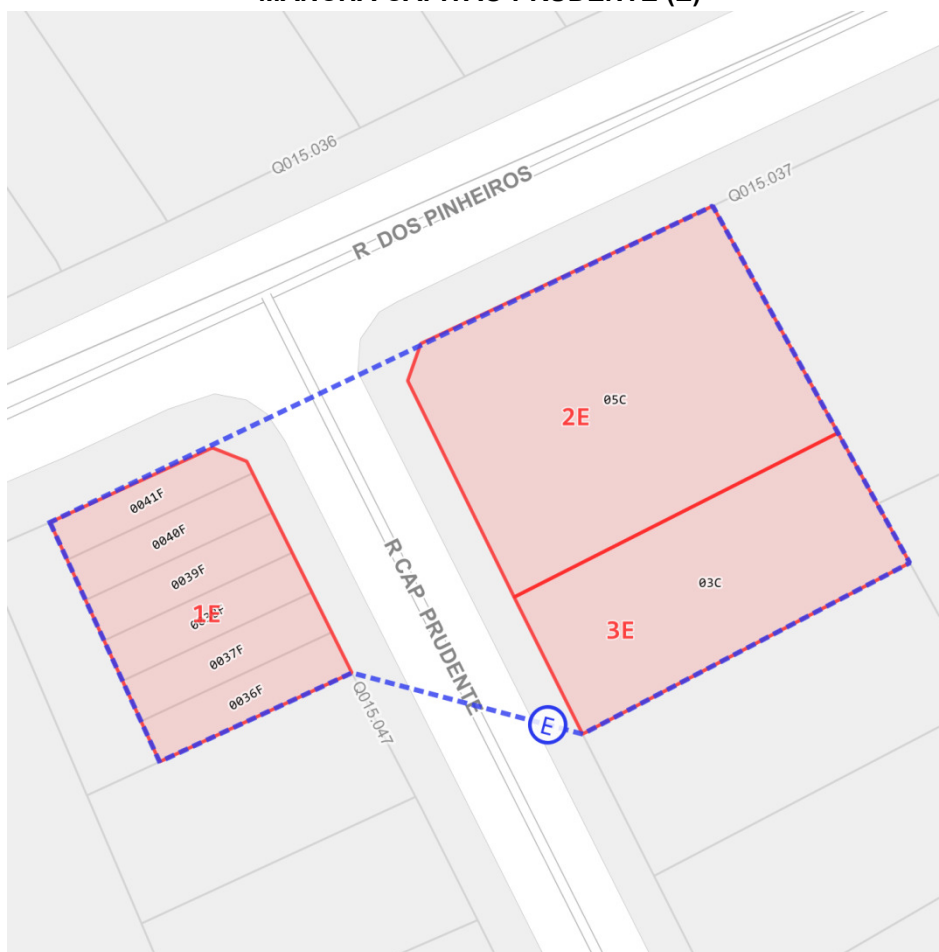 Q015.036
R DOS PINHEIROS
Q015.037
05C
2E
0041F
0040F
0039F
1E
0037F
0036F
03C
3E
R CAP PRUDENTE
Q015.047
E